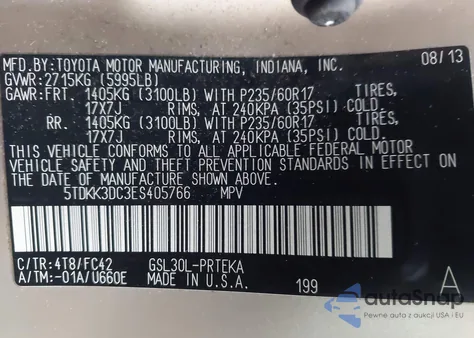 MFD.BY:TOYOTA MOTOR MANUFACTURING, INDIANA, INC. 08/13
GVWR:2715KG (5995LB)
GAWR:FRT. 1405KG (3100LB) WITH P235/60R17 TIRES,
17X7J RIMS, AT 240KPA (35PSI) COLD.
RR. 1405KG (3100LB) WITH P235/60R17 TIRES,
17X7J RIMS, AT 240KPA (35PSI) COLD.
THIS VEHICLE CONFORMS TO ALL APPLICABLE FEDERAL MOTOR
VEHICLE SAFETY AND THEFT PREVENTION STANDARDS IN EFFECT ON
THE DATE OF MANUFACTURE SHOWN ABOVE.
5TDKK3DC3ES405766 MPV
C/TR:4T8/FC42 GSL30L-PRTEKA
A/TM:-01A/U660E MADE IN U.S.A. 199 A
autoSnap
Pewne auta z USA i EU